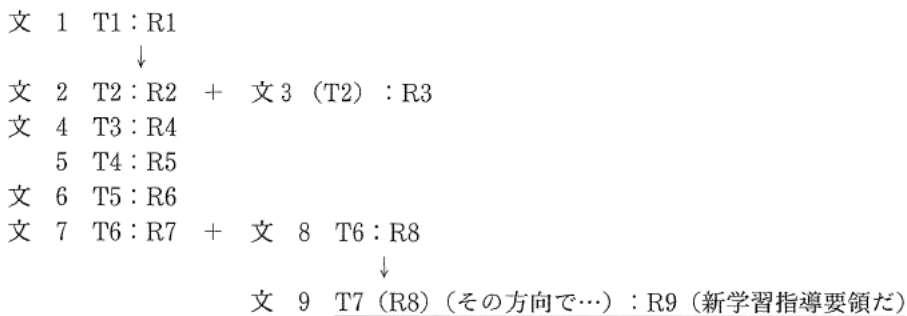 文 1 T1：R1
↓
文 2 T2：R2 + 文3 （T2）：R3
文 4 T3：R4
5 T4：R5
文 6 T5：R6
文 7 T6：R7 + 文 8 T6：R8
↓
文 9 T7（R8）（その方向で…）：R9（新学習指導要領だ）